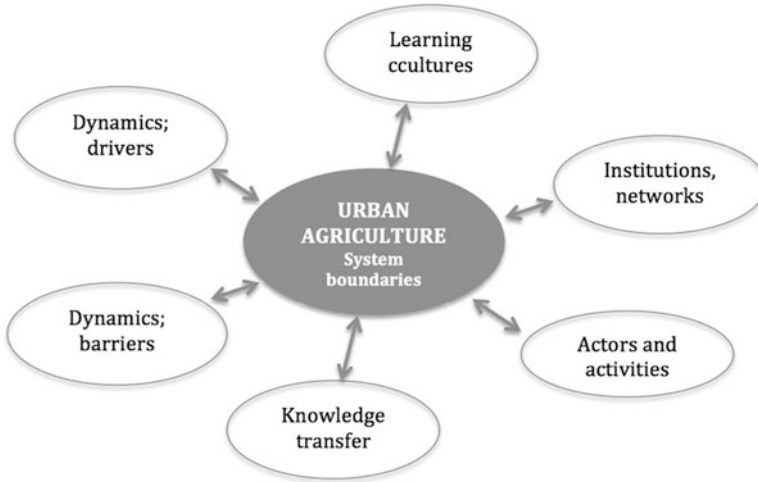 Learning
ccultures
Dynamics;
drivers
Institutions,
networks
URBAN
AGRICULTURE
System
boundaries
Dynamics;
barriers
Actors and
activities
Knowledge
transfer